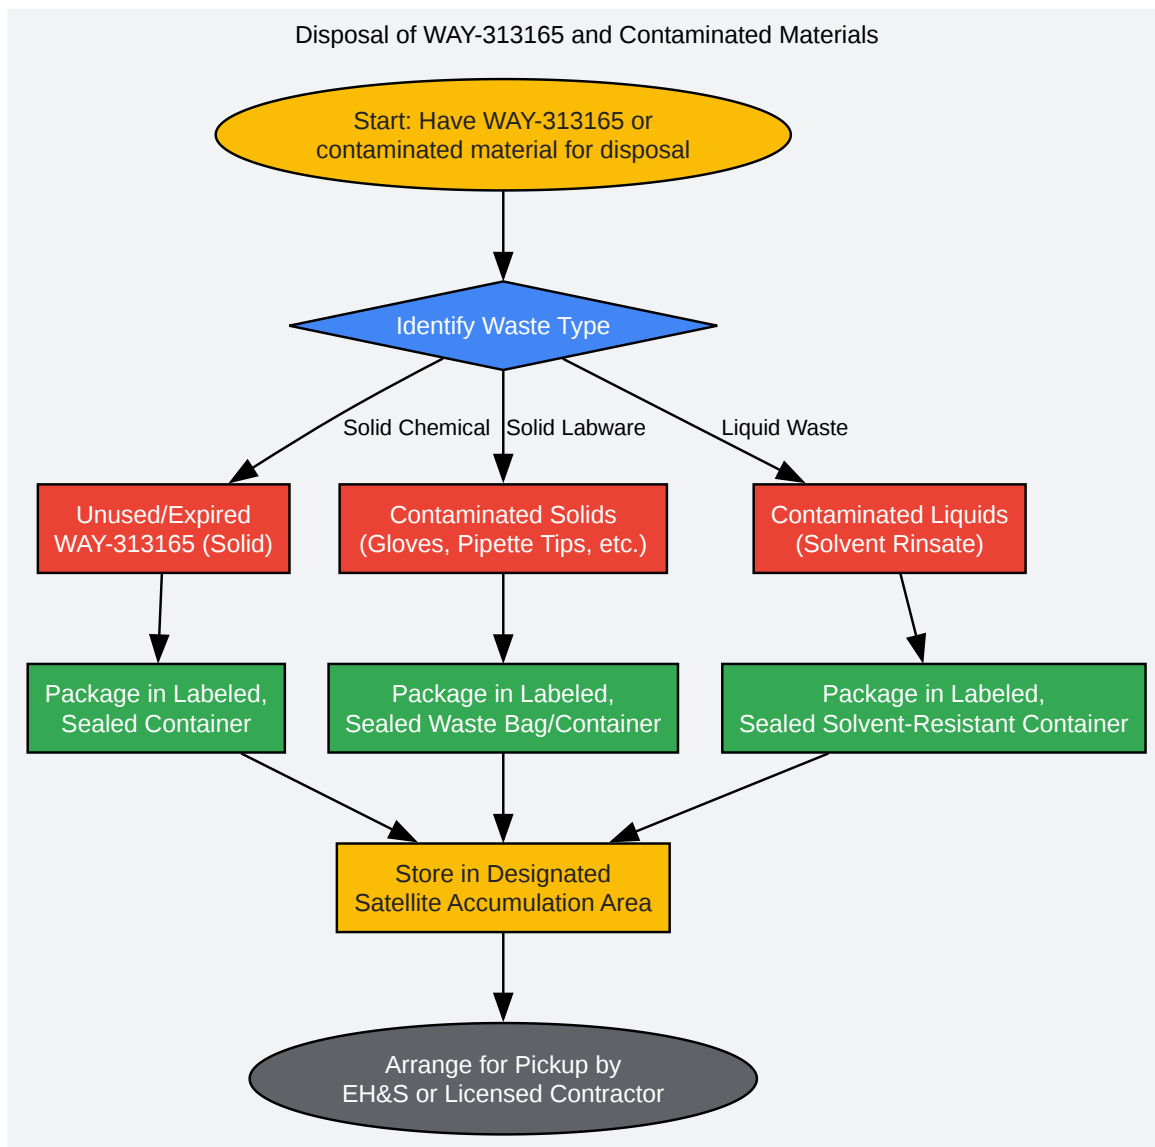 Disposal of WAY-313165 and Contaminated Materials
Start: Have WAY-313165 or
contaminated material for disposal
Identify Waste Type
Solid Chemical
Solid Labware
Liquid Waste
Unused/Expired
WAY-313165 (Solid)
Contaminated Solids
(Gloves, Pipette Tips, etc.)
Contaminated Liquids
(Solvent Rinsate)
Package in Labeled,
Sealed Container
Package in Labeled,
Sealed Waste Bag/Container
Package in Labeled,
Sealed Solvent-Resistant Container
Store in Designated
Satellite Accumulation Area
Arrange for Pickup by
EH&S or Licensed Contractor